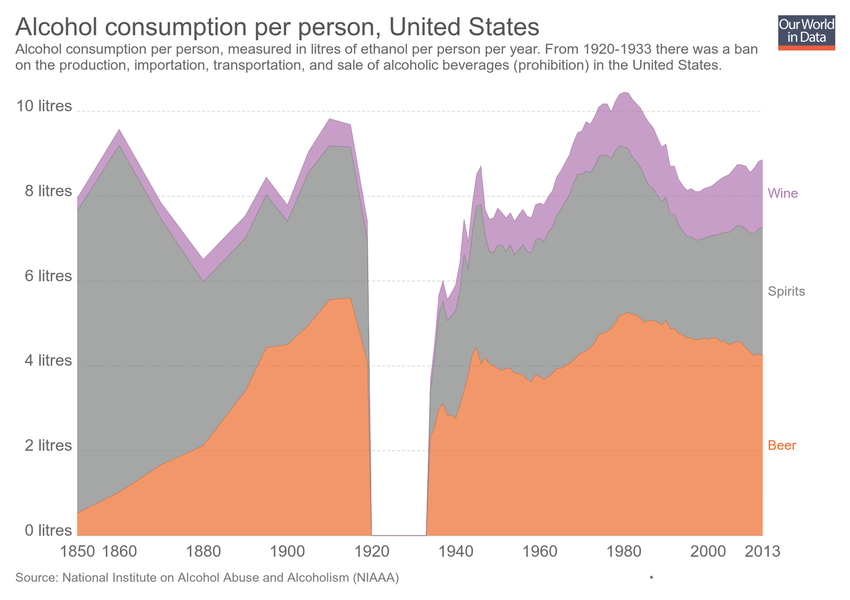 Alcohol consumption per person, United States
Our World
in Data
Alcohol consumption per person, measured in litres of ethanol per person per year. From 1920-1933 there was a ban
on the production, importation, transportation, and sale of alcoholic beverages (prohibition) in the United States.
10 litres
8 litres
Wine
6 litres
Spirits
4 litres
2 litres
Beer
0 litres
1850 1860 1880 1900 1920 1940 1960 1980 2000 2013
Source: National Institute on Alcohol Abuse and Alcoholism (NIAAA)